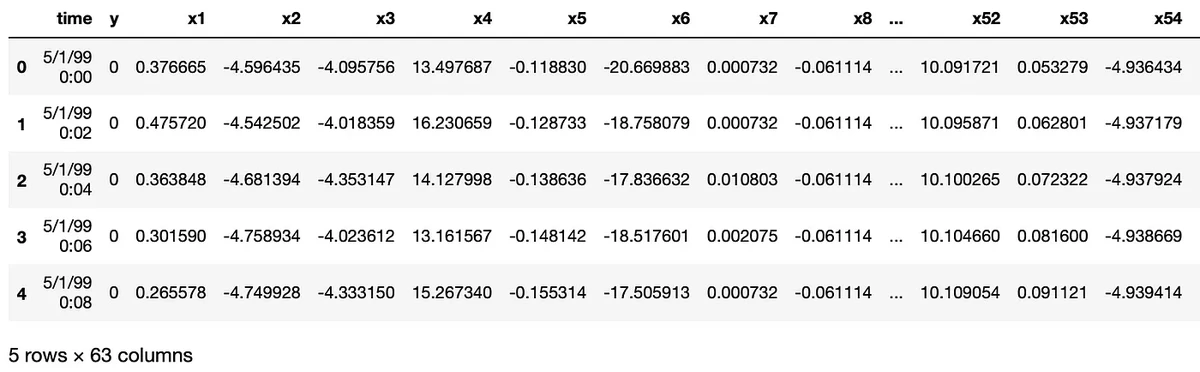 time y x1 x2 x3 x4 x5 x6 x7 x8 ... x52 x53 x54
0 5/1/99 0:00 0 0.376665 -4.596435 -4.095756 13.497687 -0.118830 -20.669883 0.000732 -0.061114 ... 10.091721 0.053279 -4.936434
1 5/1/99 0:02 0 0.475720 -4.542502 -4.018359 16.230659 -0.128733 -18.758079 0.000732 -0.061114 ... 10.095871 0.062801 -4.937179
2 5/1/99 0:04 0 0.363848 -4.681394 -4.353147 14.127998 -0.138636 -17.836632 0.010803 -0.061114 ... 10.100265 0.072322 -4.937924
3 5/1/99 0:06 0 0.301590 -4.758934 -4.023612 13.161567 -0.148142 -18.517601 0.002075 -0.061114 ... 10.104660 0.081600 -4.938669
4 5/1/99 0:08 0 0.265578 -4.749928 -4.333150 15.267340 -0.155314 -17.505913 0.000732 -0.061114 ... 10.109054 0.091121 -4.939414
5 rows × 63 columns